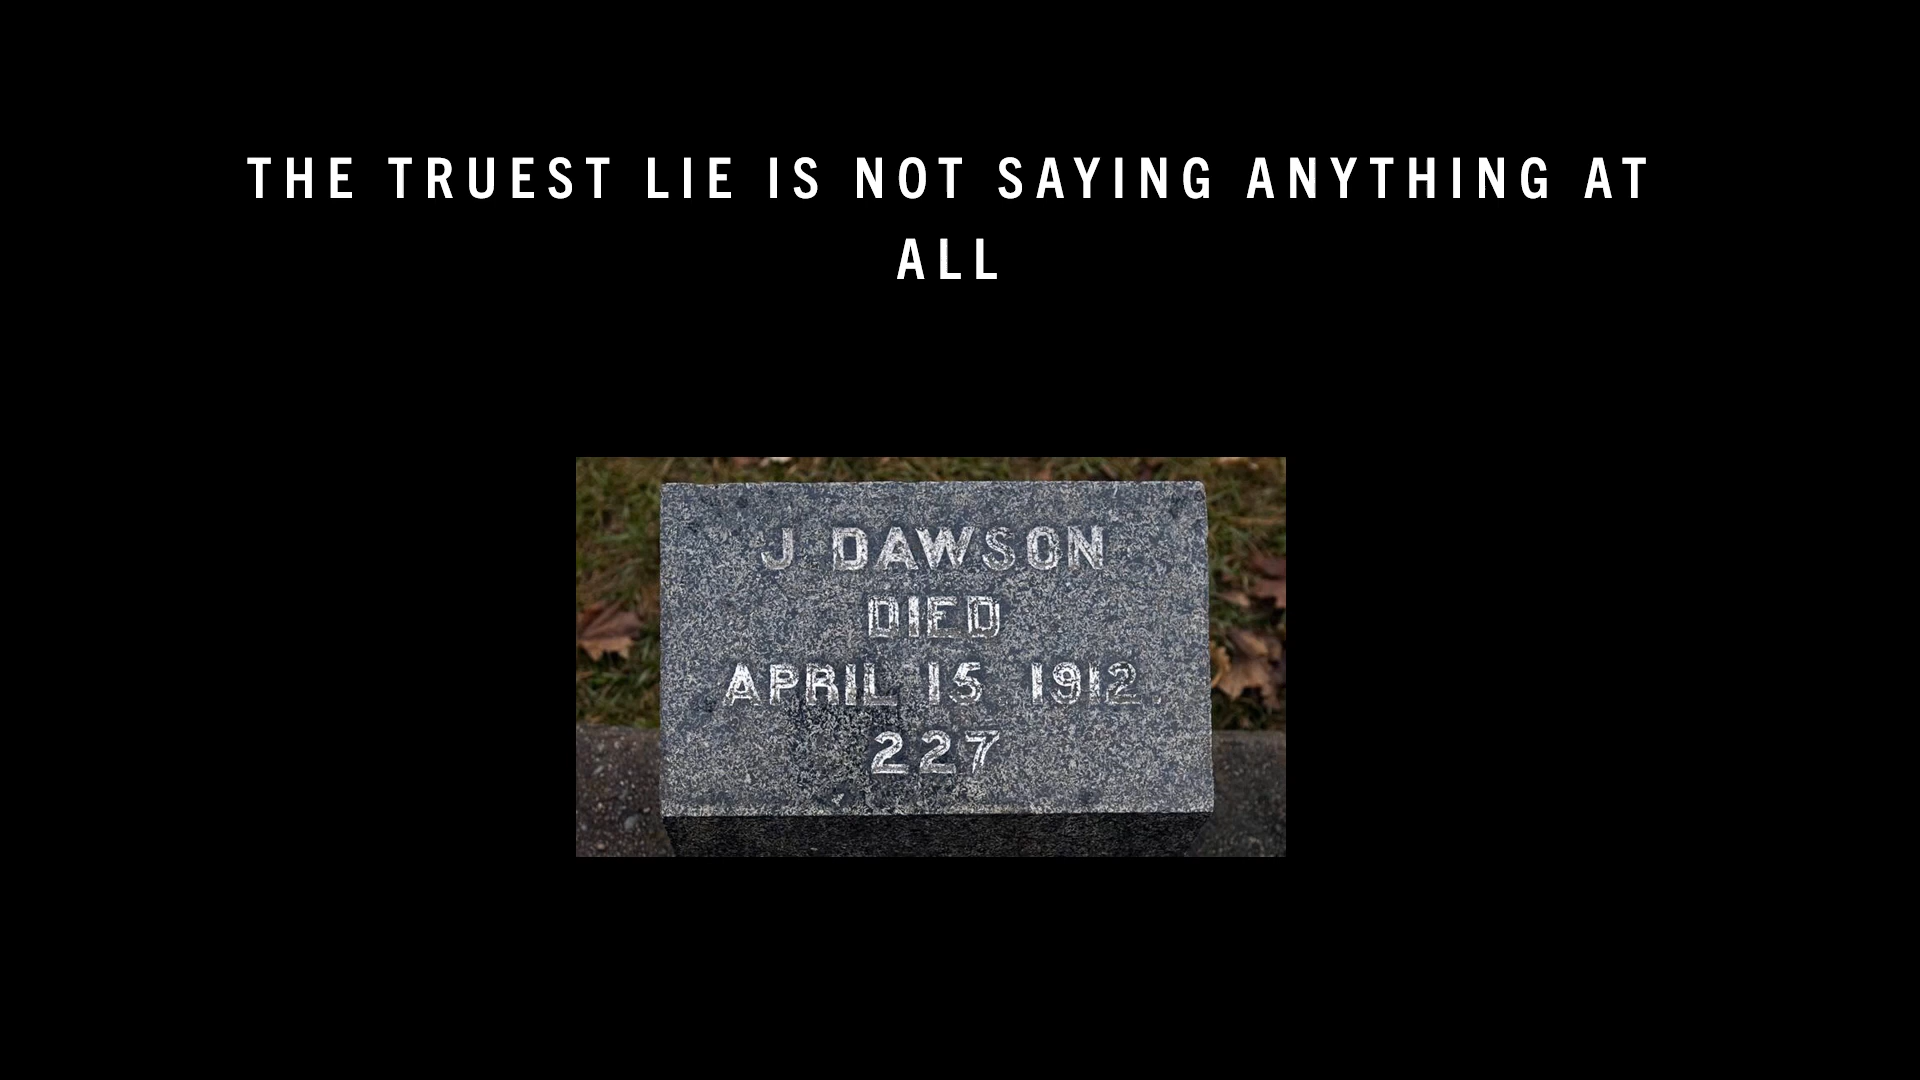 THE TRUEST LIE IS NOT SAYING ANYTHING AT
ALL
J DAWSON
DIED
APRIL 15 1912.
227